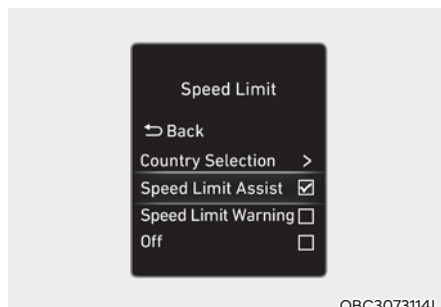 Speed Limit
Back
Country Selection >
Speed Limit Assist
Speed Limit Warning
Off
OBC3073114L